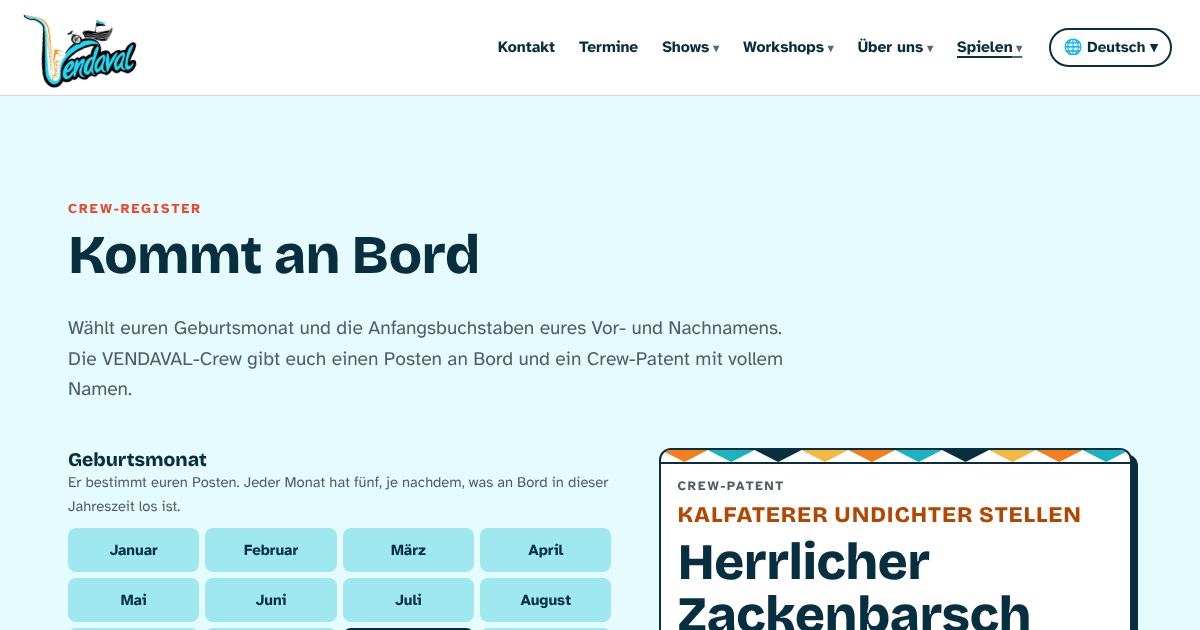 Vendaval
Kontakt
Termine
Shows ▾
Workshops ▾
Über uns ▾
Spielen ▾
🌐 Deutsch ▾
CREW-REGISTER
Kommt an Bord
Wählt euren Geburtsmonat und die Anfangsbuchstaben eures Vor- und Nachnamens.
Die VENDAVAL-Crew gibt euch einen Posten an Bord und ein Crew-Patent mit vollem
Namen.
Geburtsmonat
Er bestimmt euren Posten. Jeder Monat hat fünf, je nachdem, was an Bord in dieser
Jahreszeit los ist.
Januar
Februar
März
April
Mai
Juni
Juli
August
CREW-PATENT
KALFATERER UNDICHTER STELLEN
Herrlicher
Zackenbarsch